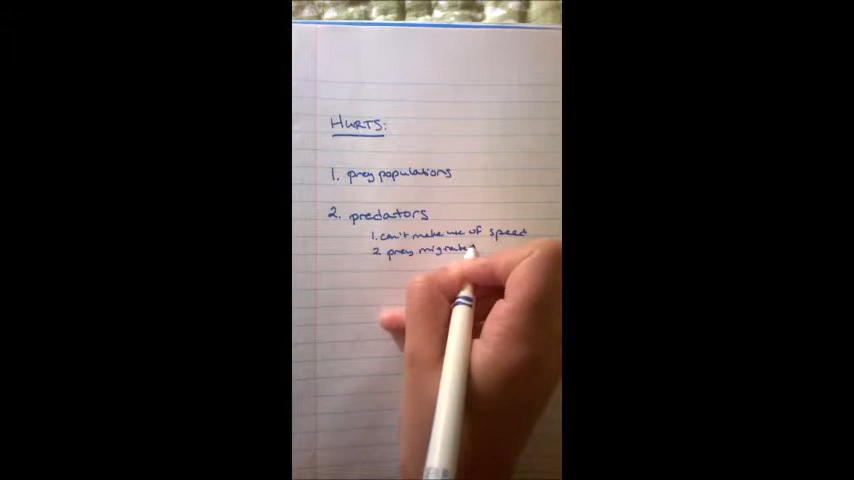 HURTS:
1. prey populations
2. predators
1. can't make use of speed
2. prey migrate